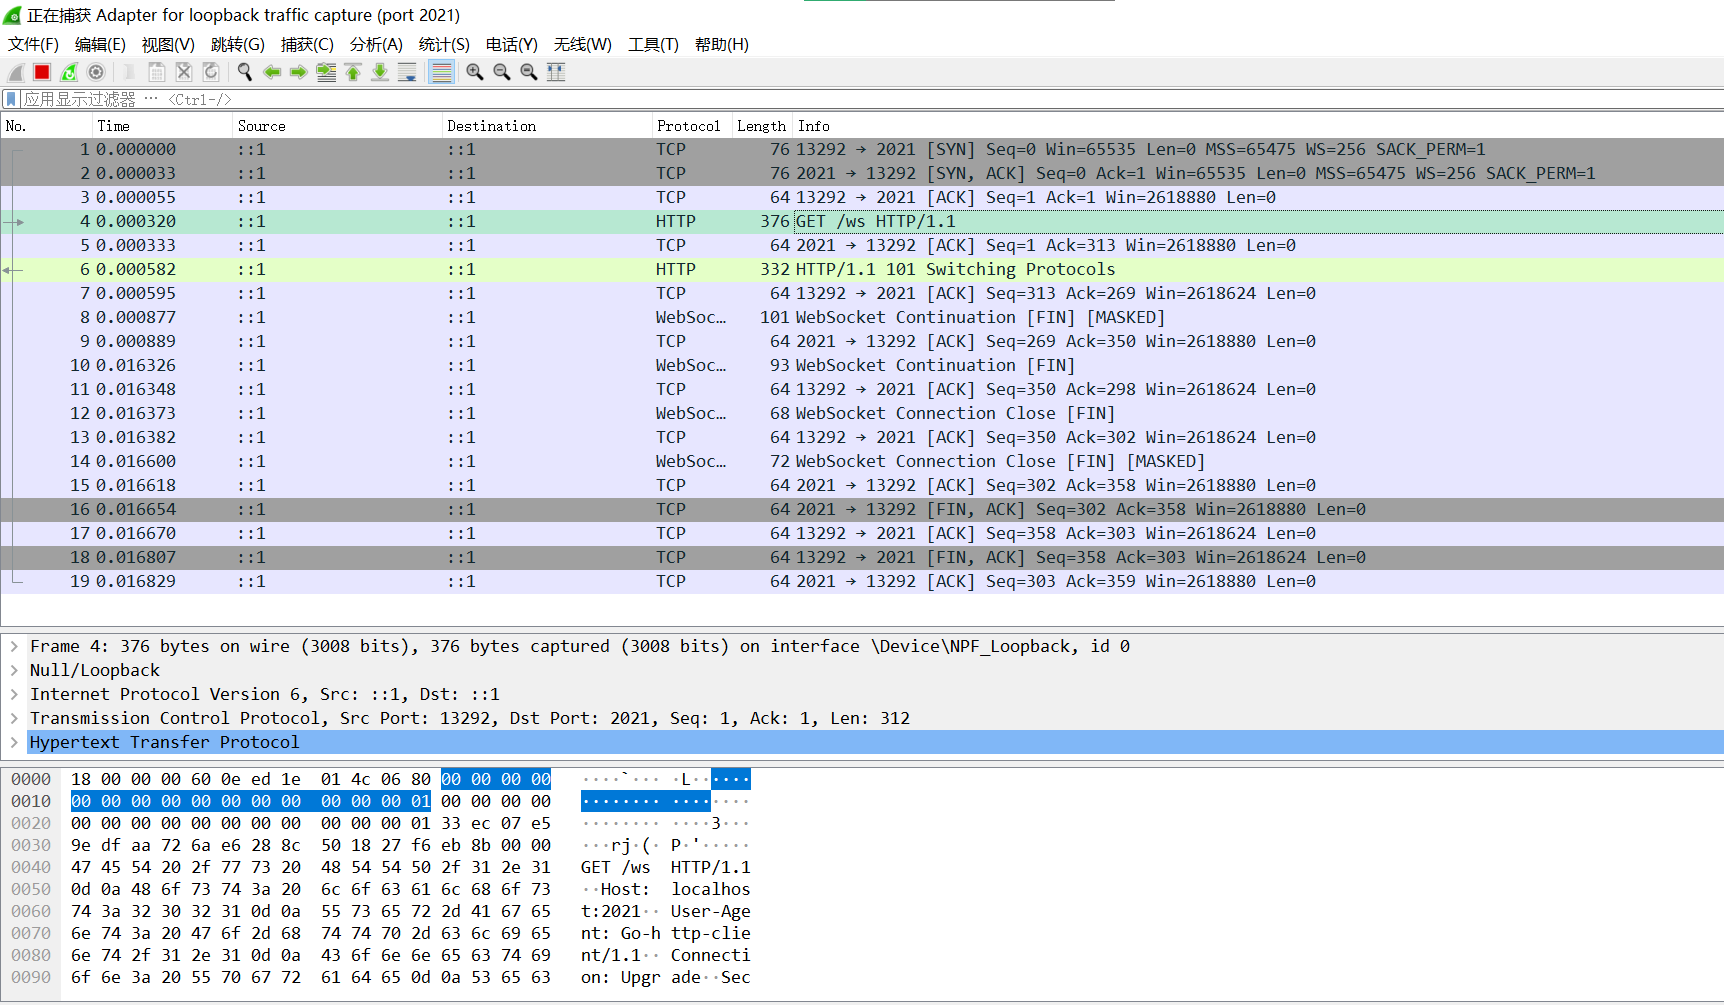 正在捕获 Adapter for loopback traffic capture (port 2021)
文件(F) 编辑(E) 视图(V) 跳转(G) 捕获(C) 分析(A) 统计(S) 电话(Y) 无线(W) 工具(T) 帮助(H)
应用显示过滤器 … <Ctrl-/>
No. Time Source Destination Protocol Length Info
1 0.000000 ::1 ::1 TCP 76 13292 → 2021 [SYN] Seq=0 Win=65535 Len=0 MSS=65475 WS=256 SACK_PERM=1
2 0.000033 ::1 ::1 TCP 76 2021 → 13292 [SYN, ACK] Seq=0 Ack=1 Win=65535 Len=0 MSS=65475 WS=256 SACK_PERM=1
3 0.000055 ::1 ::1 TCP 64 13292 → 2021 [ACK] Seq=1 Ack=1 Win=2618880 Len=0
4 0.000320 ::1 ::1 HTTP 376 GET /ws HTTP/1.1
5 0.000333 ::1 ::1 TCP 64 2021 → 13292 [ACK] Seq=1 Ack=313 Win=2618880 Len=0
6 0.000582 ::1 ::1 HTTP 332 HTTP/1.1 101 Switching Protocols
7 0.000595 ::1 ::1 TCP 64 13292 → 2021 [ACK] Seq=313 Ack=269 Win=2618624 Len=0
8 0.000877 ::1 ::1 WebSoc… 101 WebSocket Continuation [FIN] [MASKED]
9 0.000889 ::1 ::1 TCP 64 2021 → 13292 [ACK] Seq=269 Ack=350 Win=2618880 Len=0
10 0.016326 ::1 ::1 WebSoc… 93 WebSocket Continuation [FIN]
11 0.016348 ::1 ::1 TCP 64 13292 → 2021 [ACK] Seq=350 Ack=298 Win=2618624 Len=0
12 0.016373 ::1 ::1 WebSoc… 68 WebSocket Connection Close [FIN]
13 0.016382 ::1 ::1 TCP 64 13292 → 2021 [ACK] Seq=350 Ack=302 Win=2618624 Len=0
14 0.016600 ::1 ::1 WebSoc… 72 WebSocket Connection Close [FIN] [MASKED]
15 0.016618 ::1 ::1 TCP 64 2021 → 13292 [ACK] Seq=302 Ack=358 Win=2618880 Len=0
16 0.016654 ::1 ::1 TCP 64 2021 → 13292 [FIN, ACK] Seq=302 Ack=358 Win=2618880 Len=0
17 0.016670 ::1 ::1 TCP 64 13292 → 2021 [ACK] Seq=358 Ack=303 Win=2618624 Len=0
18 0.016807 ::1 ::1 TCP 64 13292 → 2021 [FIN, ACK] Seq=358 Ack=303 Win=2618624 Len=0
19 0.016829 ::1 ::1 TCP 64 2021 → 13292 [ACK] Seq=303 Ack=359 Win=2618880 Len=0
Frame 4: 376 bytes on wire (3008 bits), 376 bytes captured (3008 bits) on interface \Device\NPF_Loopback, id 0
Null/Loopback
Internet Protocol Version 6, Src: ::1, Dst: ::1
Transmission Control Protocol, Src Port: 13292, Dst Port: 2021, Seq: 1, Ack: 1, Len: 312
Hypertext Transfer Protocol
0000 18 00 00 00 60 0e ed 1e 01 4c 06 80 00 00 00 00 ····`··· ·L······
0010 00 00 00 00 00 00 00 00 00 00 00 01 00 00 00 00 ········ ········
0020 00 00 00 00 00 00 00 00 00 00 00 01 33 ec 07 e5 ········ ····3···
0030 9e df aa 72 6a e6 28 8c 50 18 27 f6 eb 8b 00 00 ···rj·(· P·'·····
0040 47 45 54 20 2f 77 73 20 48 54 54 50 2f 31 2e 31 GET /ws HTTP/1.1
0050 0d 0a 48 6f 73 74 3a 20 6c 6f 63 61 6c 68 6f 73 ··Host: localhos
0060 74 3a 32 30 32 31 0d 0a 55 73 65 72 2d 41 67 65 t:2021·· User-Age
0070 6e 74 3a 20 47 6f 2d 68 74 74 70 2d 63 6c 69 65 nt: Go-h ttp-clie
0080 6e 74 2f 31 2e 31 0d 0a 43 6f 6e 6e 65 63 74 69 nt/1.1·· Connecti
0090 6f 6e 3a 20 55 70 67 72 61 64 65 0d 0a 53 65 63 on: Upgr ade··Sec